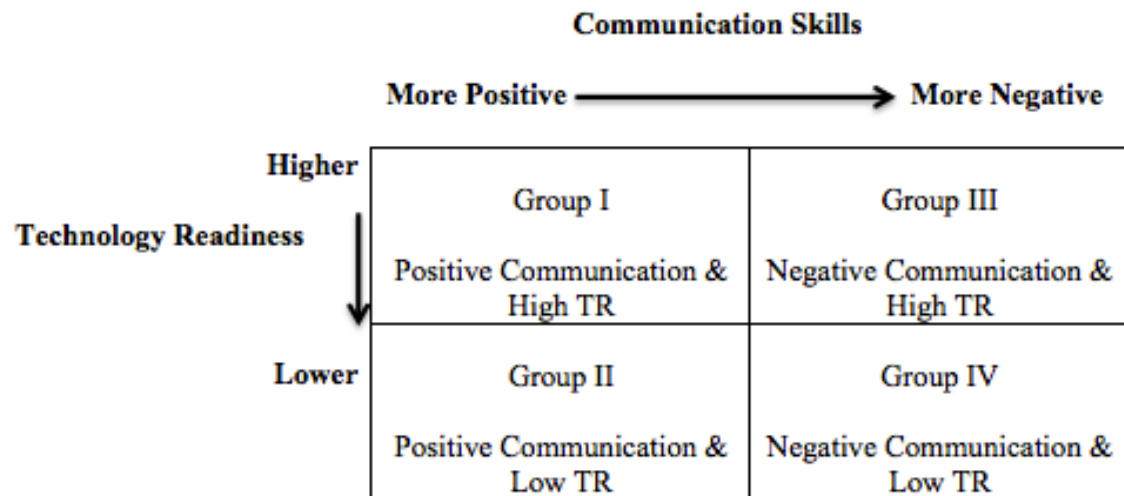 Communication Skills
More Positive More Negative
Higher
Technology Readiness
Lower
Group I
Positive Communication &
High TR
Group III
Negative Communication &
High TR
Group II
Positive Communication &
Low TR
Group IV
Negative Communication &
Low TR